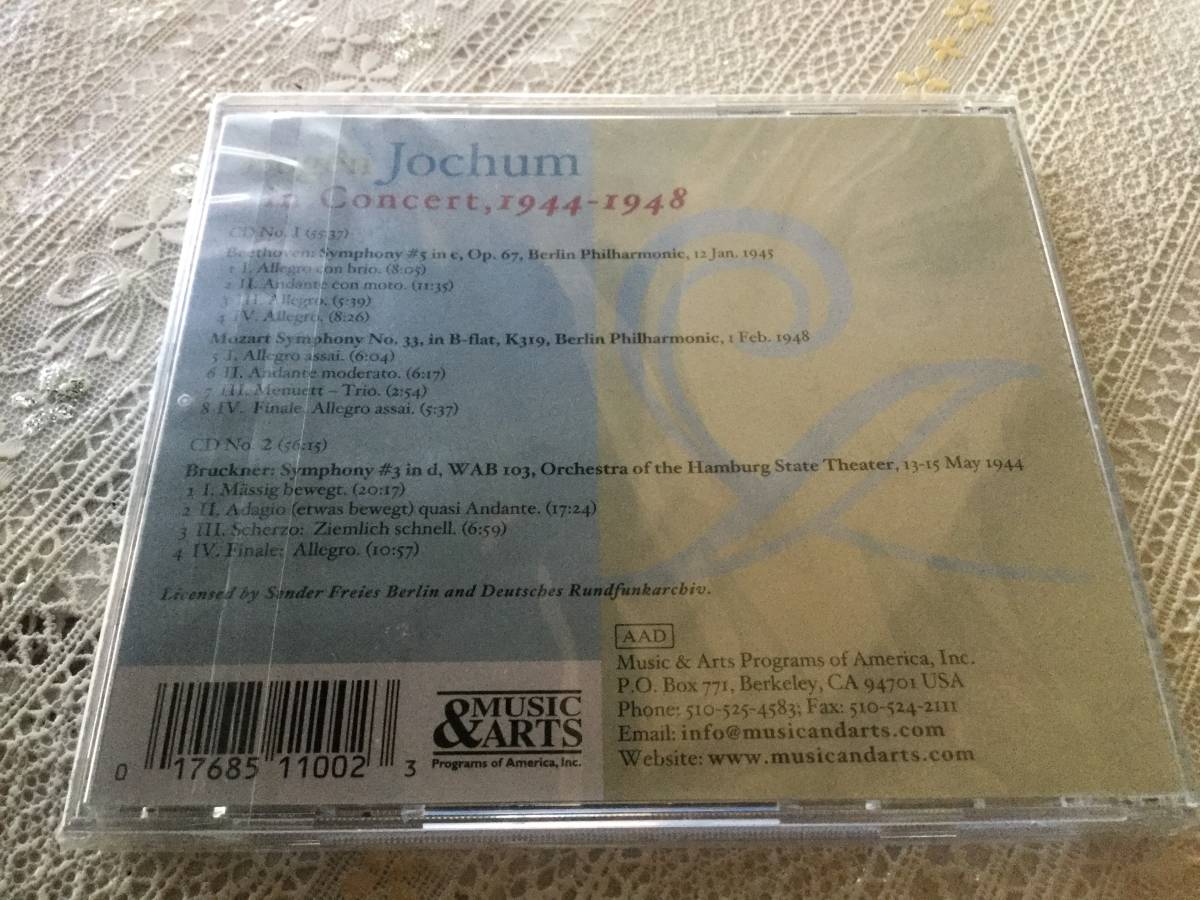 Eugen Jochum
in Concert, 1944-1948
CD No. 1 (55:37)
Beethoven: Symphony #5 in c, Op. 67, Berlin Philharmonic, 12 Jan. 1945
1 I. Allegro con brio. (8:05)
2 II. Andante con moto. (11:35)
3 III. Allegro. (5:39)
4 IV. Allegro. (8:26)
Mozart Symphony No. 33, in B-flat, K319, Berlin Philharmonic, 1 Feb. 1948
5 I. Allegro assai. (6:04)
6 II. Andante moderato. (6:17)
7 III. Menuett – Trio. (2:54)
8 IV. Finale. Allegro assai. (5:37)
CD No. 2 (56:15)
Bruckner: Symphony #3 in d, WAB 103, Orchestra of the Hamburg State Theater, 13-15 May 1944
1 I. Mässig bewegt. (20:17)
2 II. Adagio (etwas bewegt) quasi Andante. (17:24)
3 III. Scherzo: Ziemlich schnell. (6:59)
4 IV. Finale: Allegro. (10:57)
Licensed by Sender Freies Berlin and Deutsches Rundfunkarchiv.
AAD
Music & Arts Programs of America, Inc.
P.O. Box 771, Berkeley, CA 94701 USA
Phone: 510-525-4583; Fax: 510-524-2111
Email: info@musicandarts.com
Website: www.musicandarts.com
MUSIC
&ARTS
Programs of America, Inc.
0 17685 11002 3